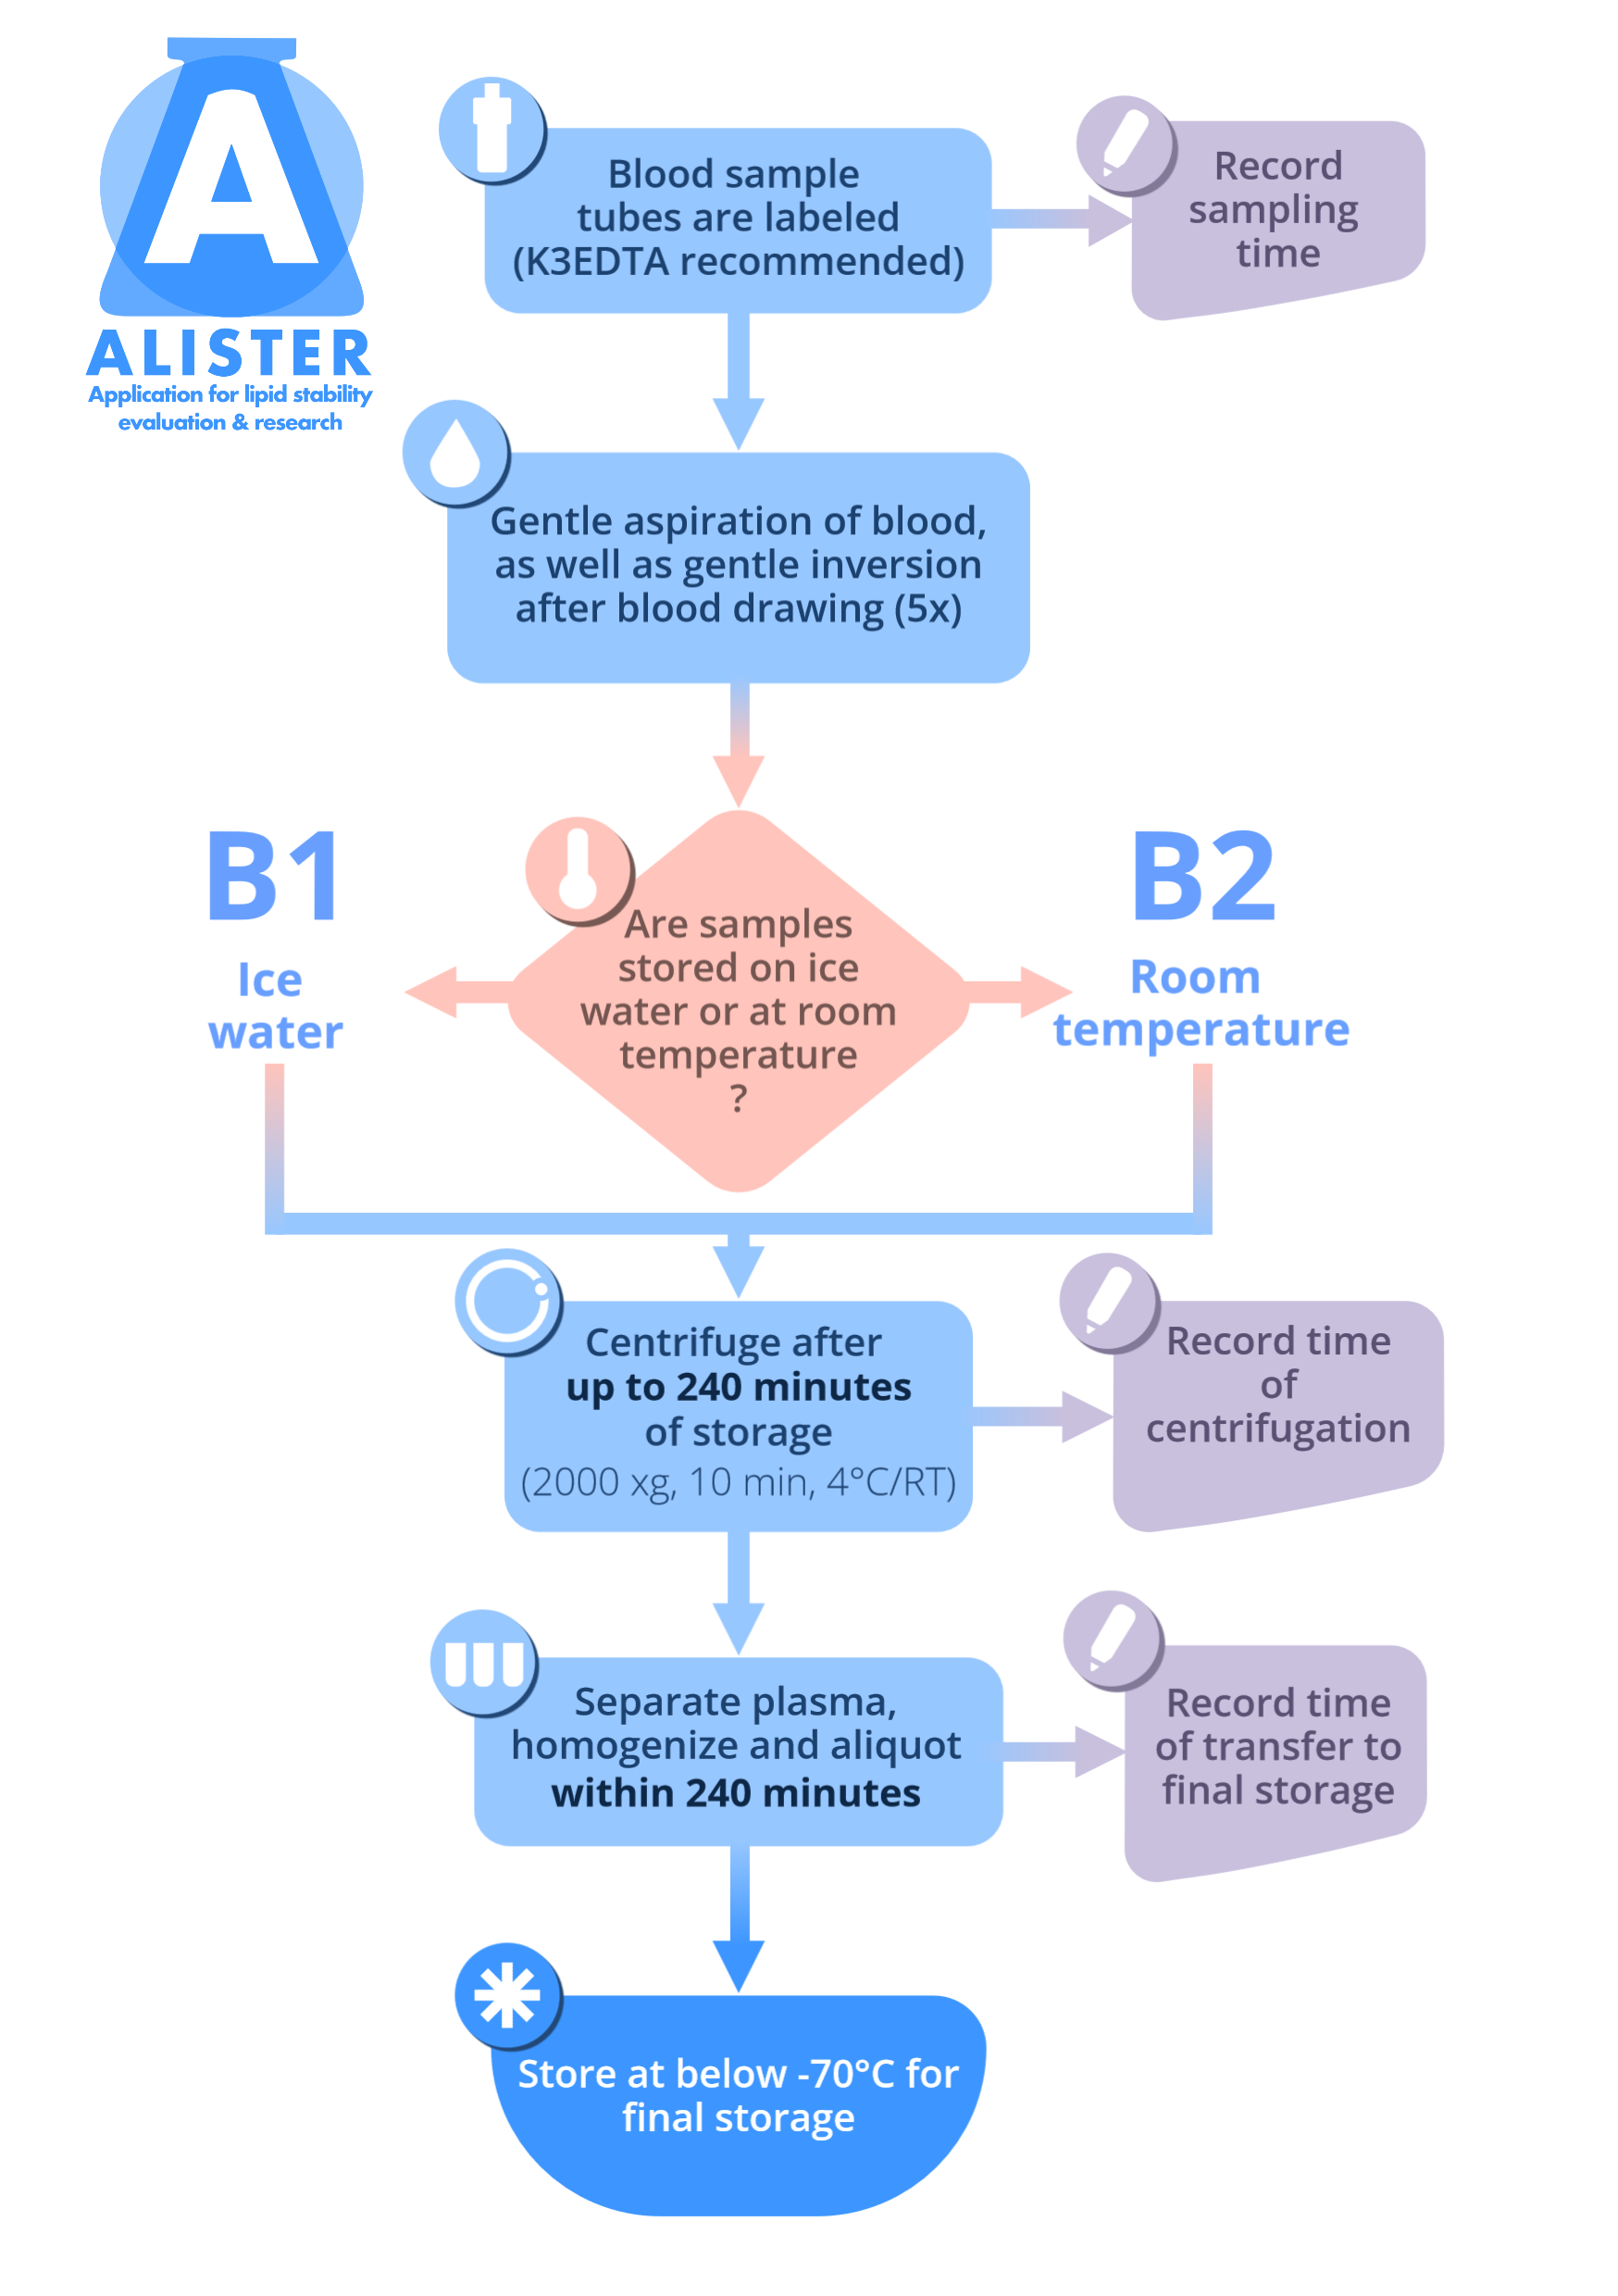 A
ALISTER
Application for lipid stability
evaluation & research
Blood sample
tubes are labeled
(K3EDTA recommended)
Record
sampling
time
Gentle aspiration of blood,
as well as gentle inversion
after blood drawing (5x)
B1
Ice
water
Are samples
stored on ice
water or at room
temperature
?
B2
Room
temperature
Centrifuge after
up to 240 minutes
of storage
(2000 xg, 10 min, 4°C/RT)
Record time
of
centrifugation
Separate plasma,
homogenize and aliquot
within 240 minutes
Record time
of transfer to
final storage
Store at below -70°C for
final storage